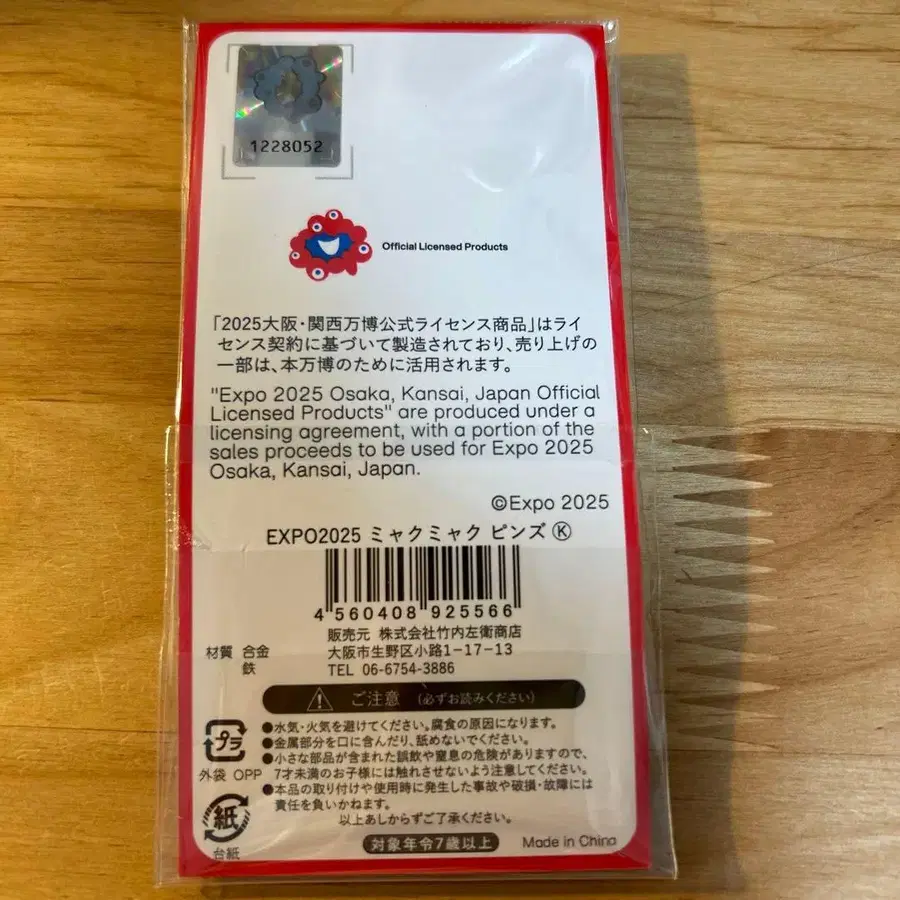 1228052
Official Licensed Products
「2025大阪・関西万博公式ライセンス商品」はライ
センス契約に基づいて製造されており、売り上げの
一部は、本万博のために活用されます。
"Expo 2025 Osaka, Kansai, Japan Official
Licensed Products" are produced under a
licensing agreement, with a portion of the
sales proceeds to be used for Expo 2025
Osaka, Kansai, Japan.
©Expo 2025
EXPO2025 ミャクミャク ピンズ Ⓚ
4 560408 925566
販売元 株式会社竹内左衛商店
大阪市生野区小路1-17-13
TEL 06-6754-3886
材質 合金
鉄
ご注意 (必ずお読みください)
●水気・火気を避けてください。腐食の原因になります。
●金属部分を口に含んだり、舐めないでください。
●小さな部品が含まれた誤飲や窒息の危険がありますので、
7才未満のお子様には触れさせないよう注意してください。
●本品の取り付けや使用時に発生した事故や破損・故障には
責任を負いかねます。
以上あしからずご了承ください。
プラ
外袋 OPP
紙
台紙
対象年令7歳以上
Made in China